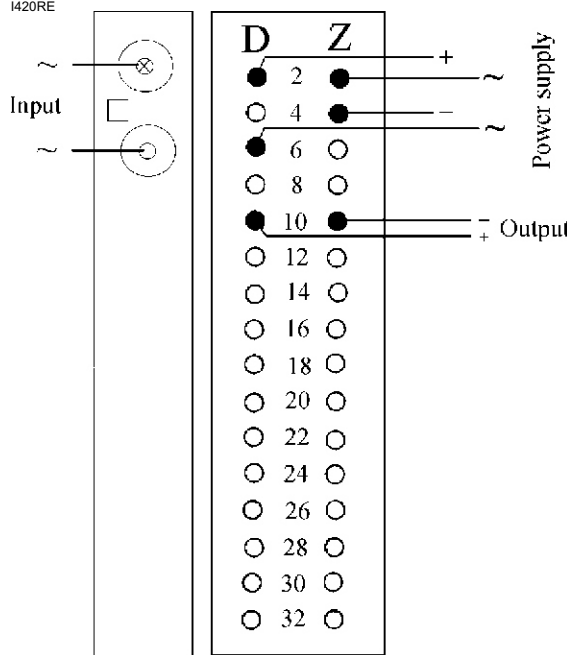 I420RE
D Z
+
~ 2 ~
Input 4 −
~ 6 ~
Power supply
8
10 − Output
+
12
14
16
18
20
22
24
26
28
30
32